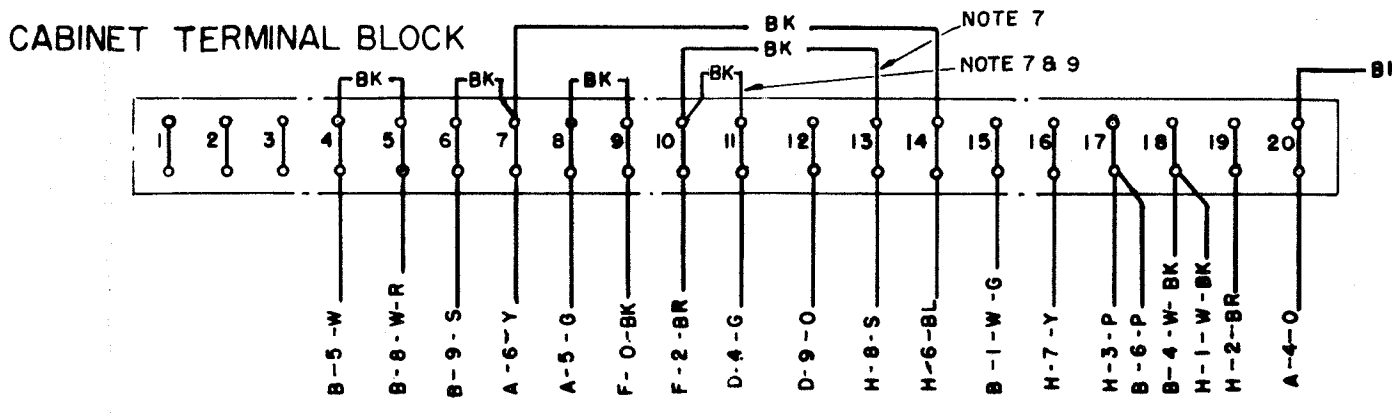 CABINET TERMINAL BLOCK
BK
NOTE 7
BK
NOTE 7 & 9
BK
BK
BK
BK
1 2 3 4 5 6 7 8 9 10 11 12 13 14 15 16 17 18 19 20
B-5-W
B-8-W-R
B-9-S
A-6-Y
A-5-G
F-O-BK
F-2-BR
D-4-G
D-9-O
H-8-S
H-6-BL
B-1-W-G
H-7-Y
H-3-P
B-6-P
B-4-W-BK
H-1-W-BK
H-2-BR
A-4-O